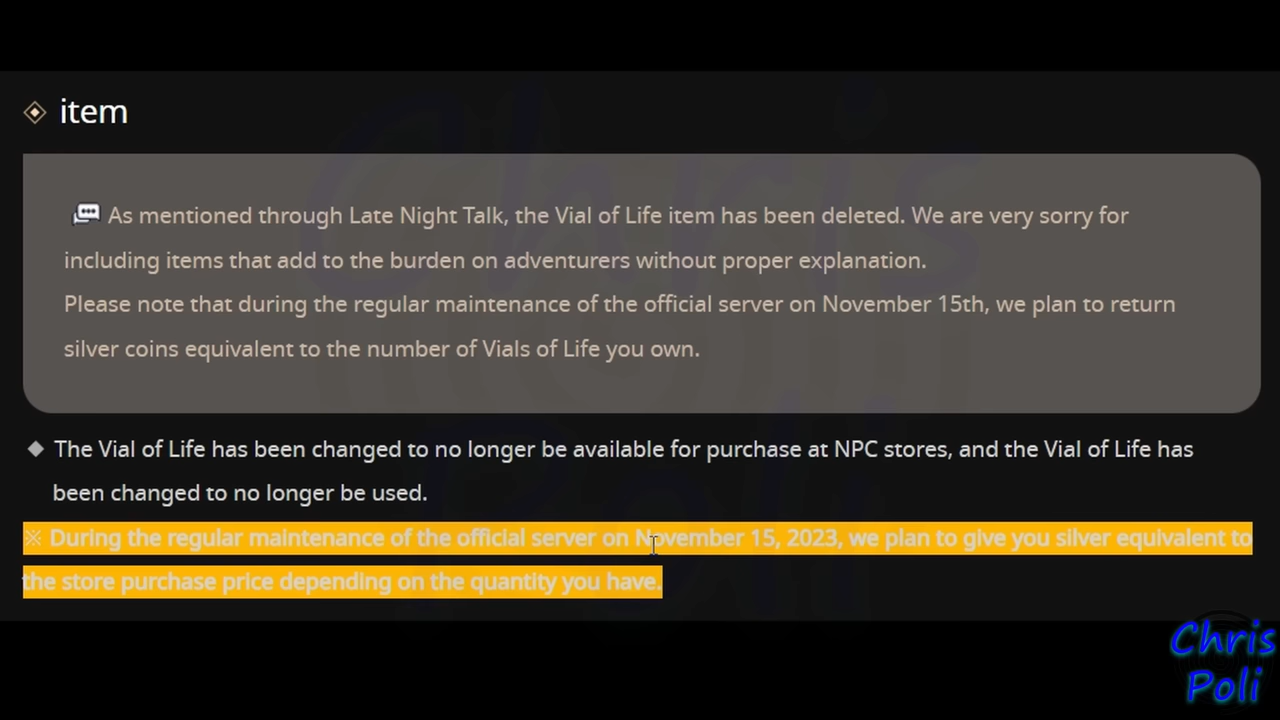 item
As mentioned through Late Night Talk, the Vial of Life item has been deleted. We are very sorry for
including items that add to the burden on adventurers without proper explanation.
Please note that during the regular maintenance of the official server on November 15th, we plan to return
silver coins equivalent to the number of Vials of Life you own.
◆ The Vial of Life has been changed to no longer be available for purchase at NPC stores, and the Vial of Life has
been changed to no longer be used.
※ During the regular maintenance of the official server on November 15, 2023, we plan to give you silver equivalent to
the store purchase price depending on the quantity you have.
Chris
Poli